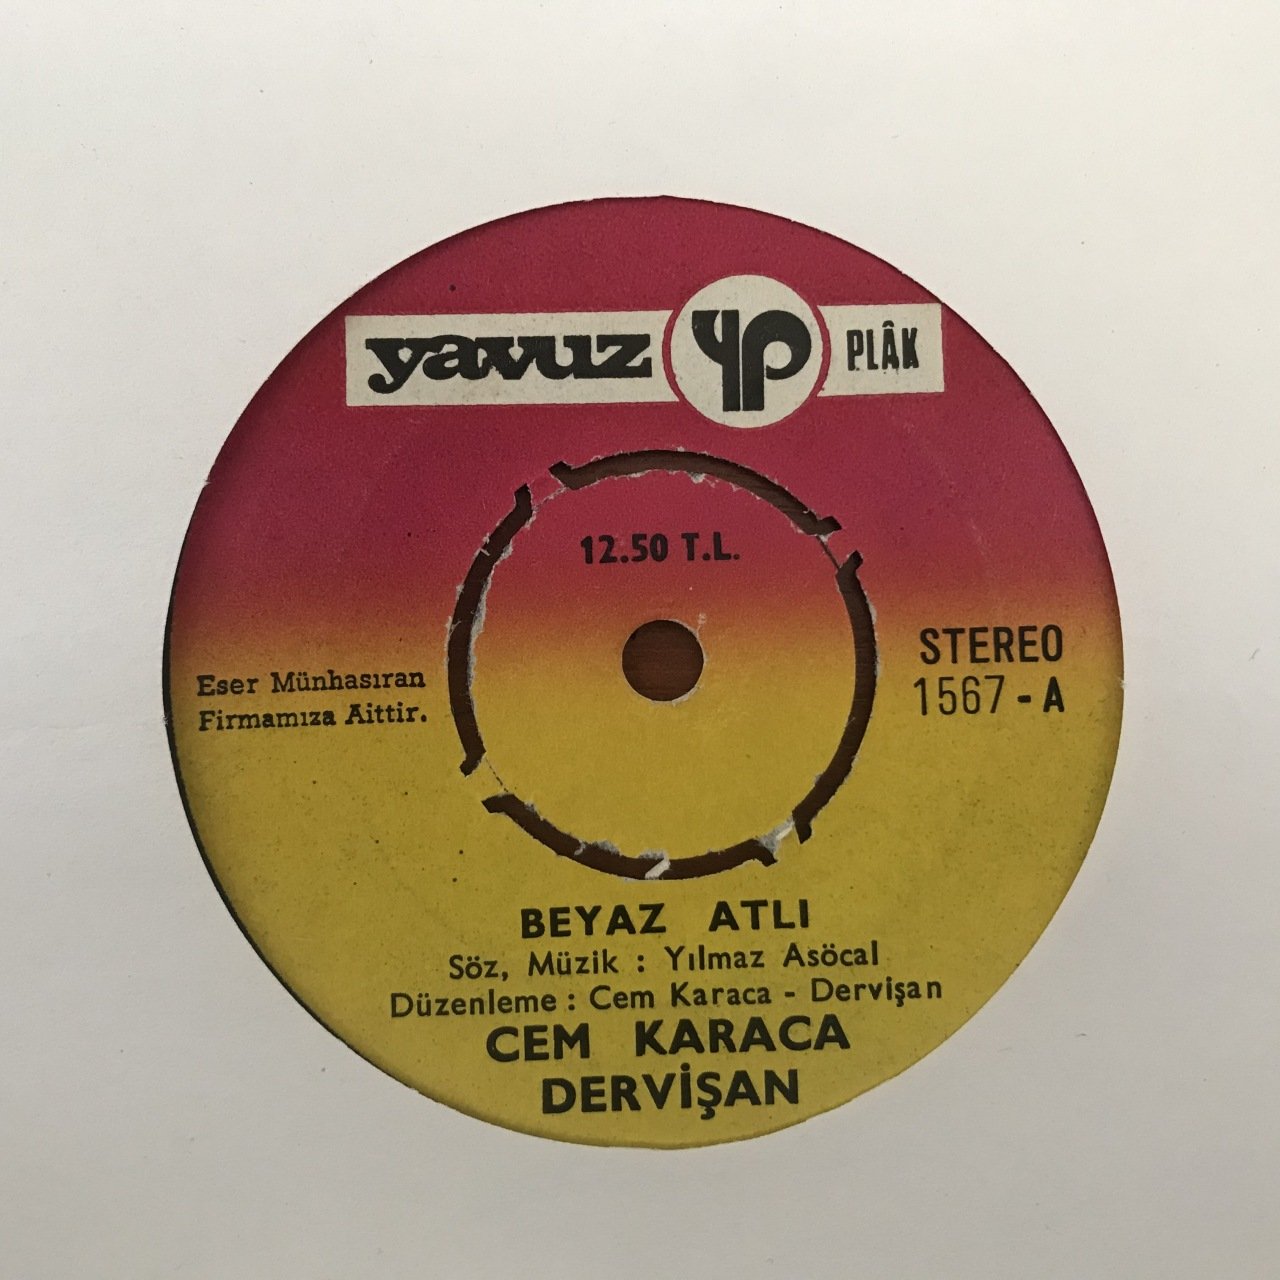 yavuz yp PLÂK
12.50 T.L.
STEREO
1567-A
Eser Münhasıran
Firmamıza Aittir.
BEYAZ ATLI
Söz, Müzik : Yılmaz Asöcal
Düzenleme : Cem Karaca - Dervişan
CEM KARACA
DERVİŞAN